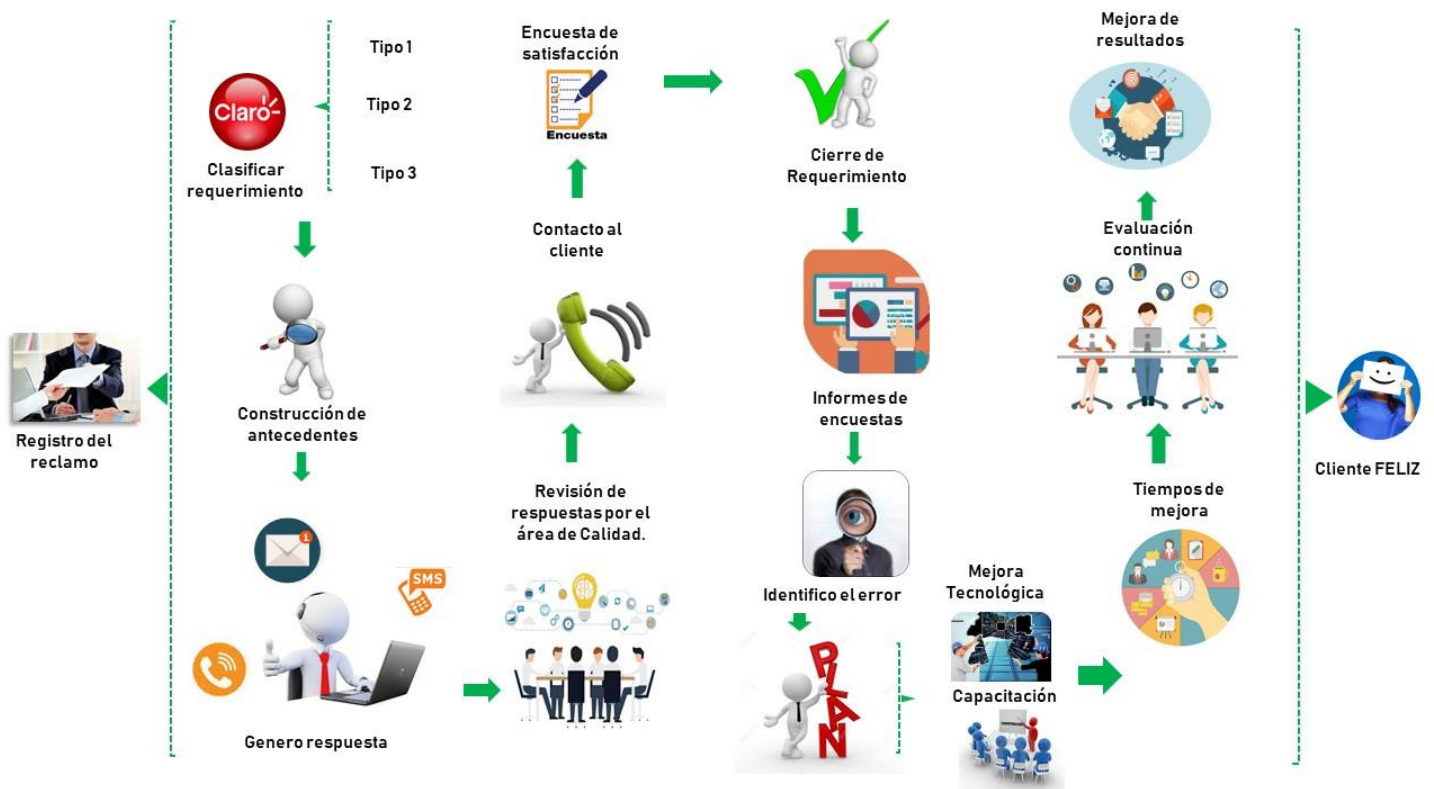 Registro del
reclamo
Claro-
Clasificar
requerimiento
Tipo 1
Tipo 2
Tipo 3
Construcción de
antecedentes
1
SMS
Genero respuesta
Revisión de
respuestas por el
área de Calidad.
Contacto al
cliente
Encuesta de
satisfacción
Encuesta
Cierre de
Requerimiento
Informes de
encuestas
Identifico el error
PLAN
Mejora
Tecnológica
Capacitación
Tiempos de
mejora
Evaluación
continua
Mejora de
resultados
Cliente FELIZ